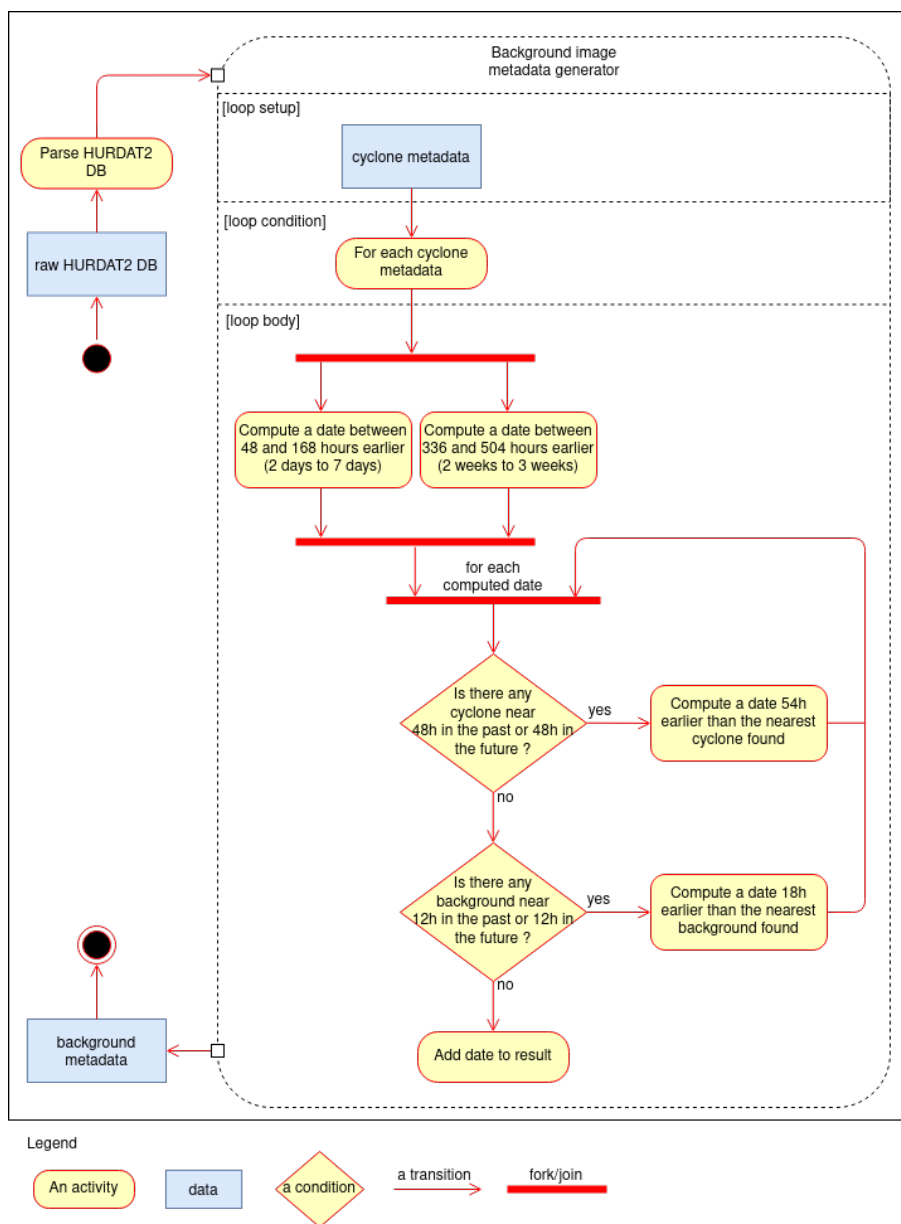 Background image
metadata generator
[loop setup]
Parse HURDAT2
DB
cyclone metadata
[loop condition]
raw HURDAT2 DB
For each cyclone
metadata
[loop body]
Compute a date between
48 and 168 hours earlier
(2 days to 7 days)
Compute a date between
336 and 504 hours earlier
(2 weeks to 3 weeks)
for each
computed date
Is there any
cyclone near
48h in the past or 48h in
the future ?
yes
Compute a date 54h
earlier than the nearest
cyclone found
no
Is there any
background near
12h in the past or 12h in
the future ?
yes
Compute a date 18h
earlier than the nearest
background found
no
background
metadata
Add date to result
Legend
An activity
data
a condition
a transition
fork/join